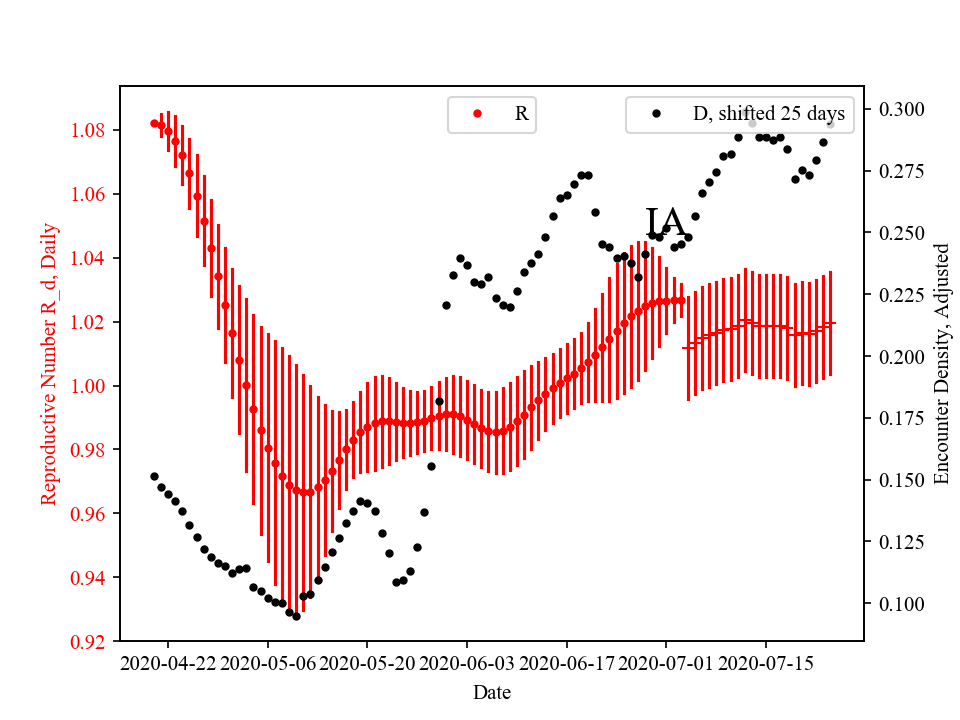 R
D, shifted 25 days
IA
Reproductive Number R_d, Daily
1.08
1.06
1.04
1.02
1.00
0.98
0.96
0.94
0.92
0.300
0.275
0.250
0.225
0.200
0.175
0.150
0.125
0.100
Encounter Density, Adjusted
2020-04-22 2020-05-06 2020-05-20 2020-06-03 2020-06-17 2020-07-01 2020-07-15
Date